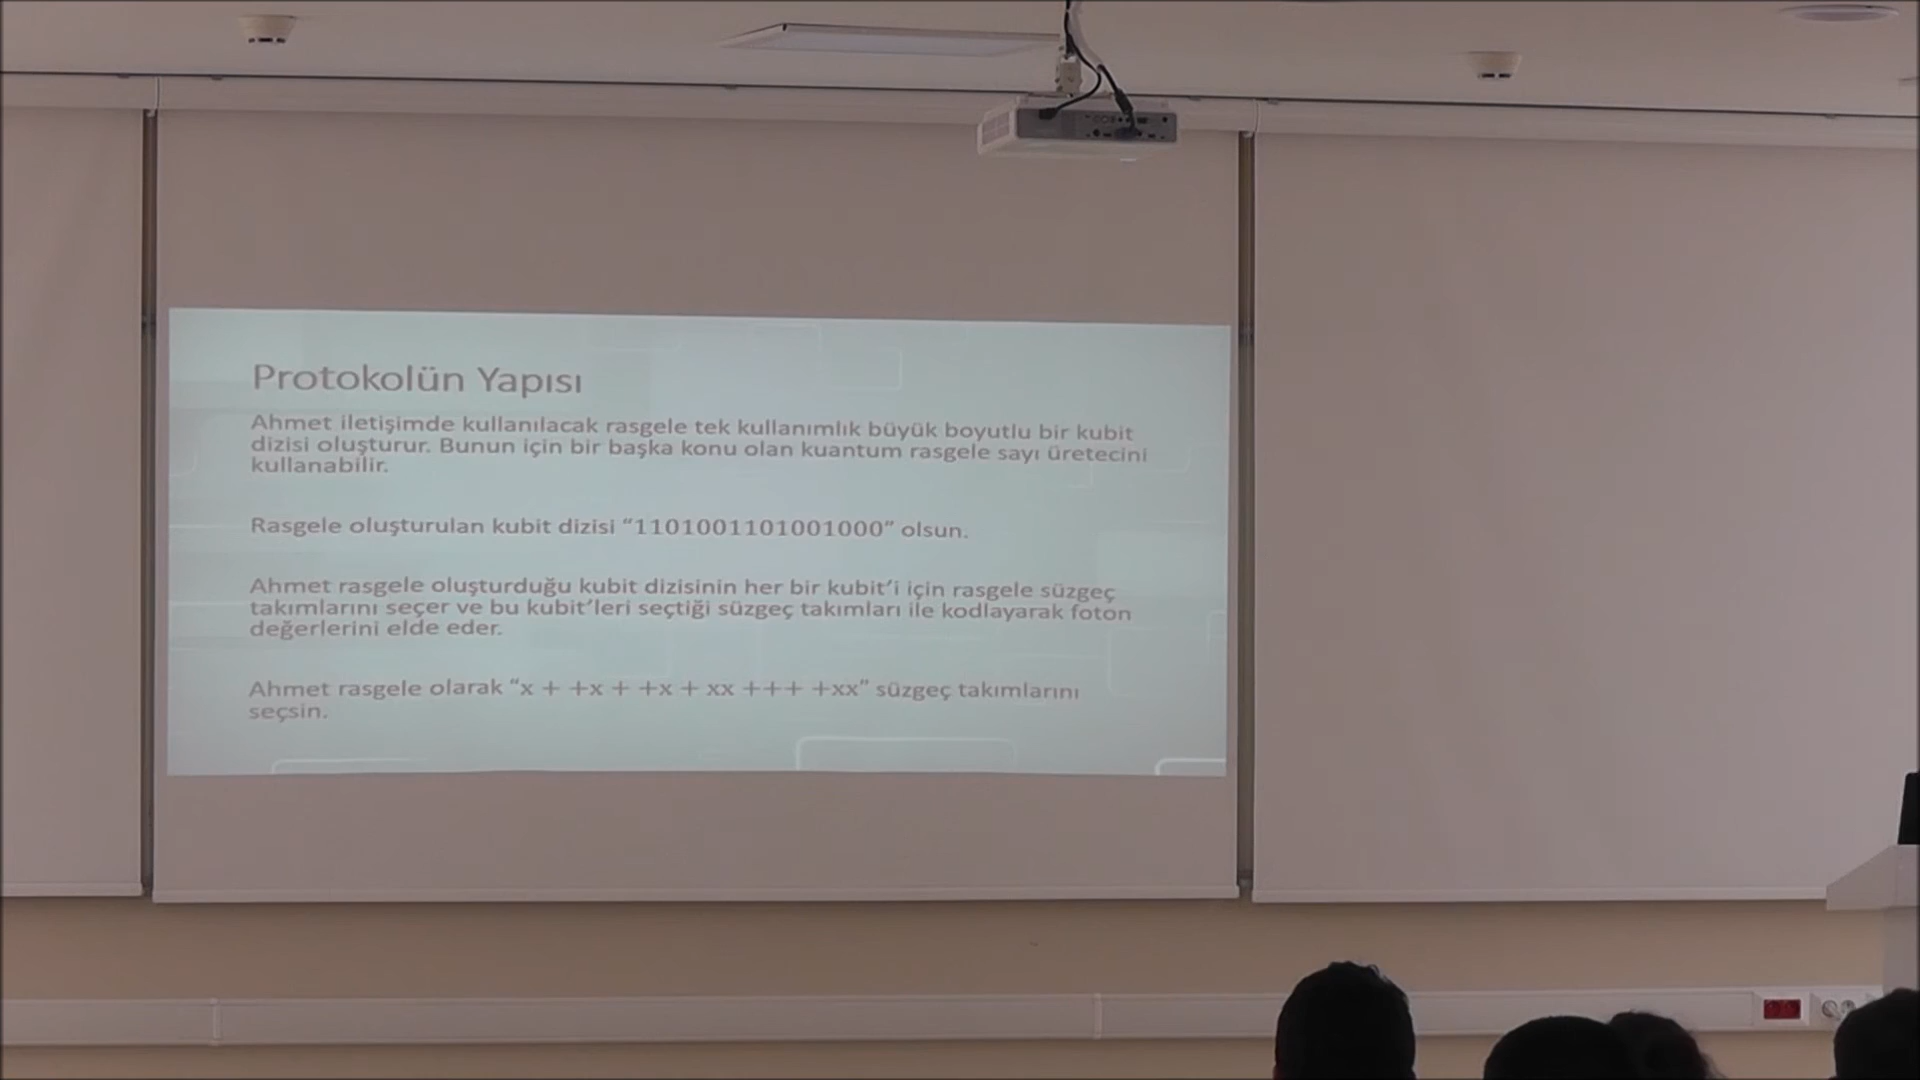 Protokolün Yapısı
Ahmet iletişimde kullanılacak rasgele tek kullanımlık büyük boyutlu bir kubit
dizisi oluşturur. Bunun için bir başka konu olan kuantum rasgele sayı üretecini
kullanabilir.
Rasgele oluşturulan kubit dizisi “1101001101001000” olsun.
Ahmet rasgele oluşturduğu kubit dizisinin her bir kubit’i için rasgele süzgeç
takımlarını seçer ve bu kubit’leri seçtiği süzgeç takımları ile kodlayarak foton
değerlerini elde eder.
Ahmet rasgele olarak “x + +x + +x + xx +++ +xx” süzgeç takımlarını
seçsin.